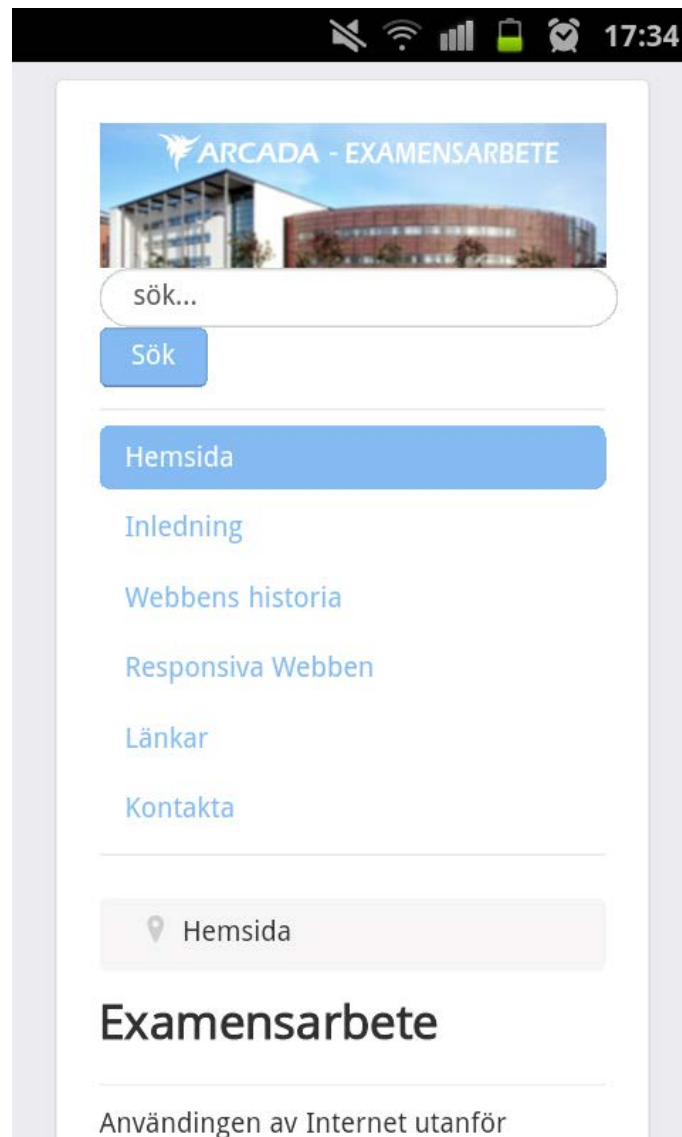 17:34
ARCADA - EXAMENSARBETE
sök...
Sök
Hemsida
Inledning
Webbens historia
Responsiva Webben
Länkar
Kontakta
Hemsida
Examensarbete
Användingen av Internet utanför